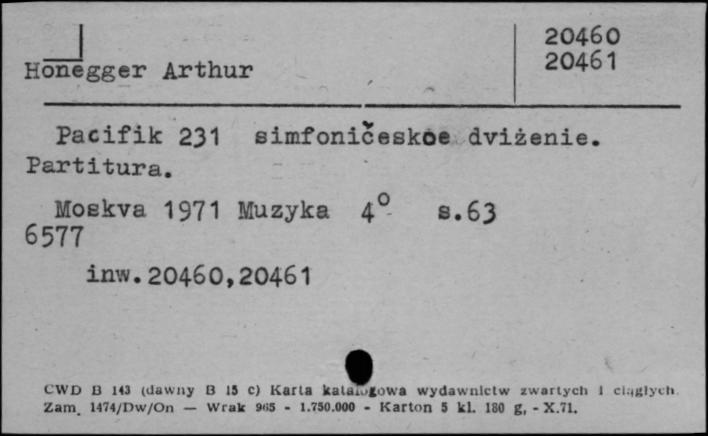 20460
Honegger Arthur 20461
Pacifik 231 simfoničeskoe dviżenie.
Partitura.
Moskva 1971 Muzyka 4° s.63
6577
inw.20460,20461
CWD B 143 (dawny B 15 c) Karta katalogowa wydawnictw zwartych i ciągłych.
Zam. 1474/Dw/On — Wrak 965 - 1.750.000 - Karton 5 kl. 180 g, - X.71.